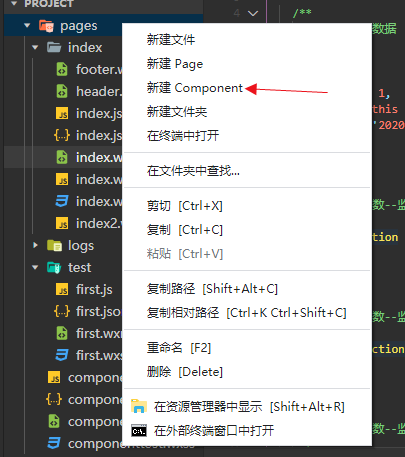 PROJECT
pages
index
footer.w
header.
index.js
index.js
index.w
index.w
index.w
index2.w
logs
test
first.js
first.jso
first.wxm
first.wxs
compone
compone
compone
新建文件
新建 Page
新建 Component
新建文件夹
在终端中打开
在文件夹中查找...
剪切 [Ctrl+X]
复制 [Ctrl+C]
粘贴 [Ctrl+V]
复制路径 [Shift+Alt+C]
复制相对路径 [Ctrl+K Ctrl+Shift+C]
重命名 [F2]
删除 [Delete]
在资源管理器中显示 [Shift+Alt+R]
在外部终端窗口中打开
4
/**
数据
1,
this
'2020
数--监
ction
数--监
ction
数--监